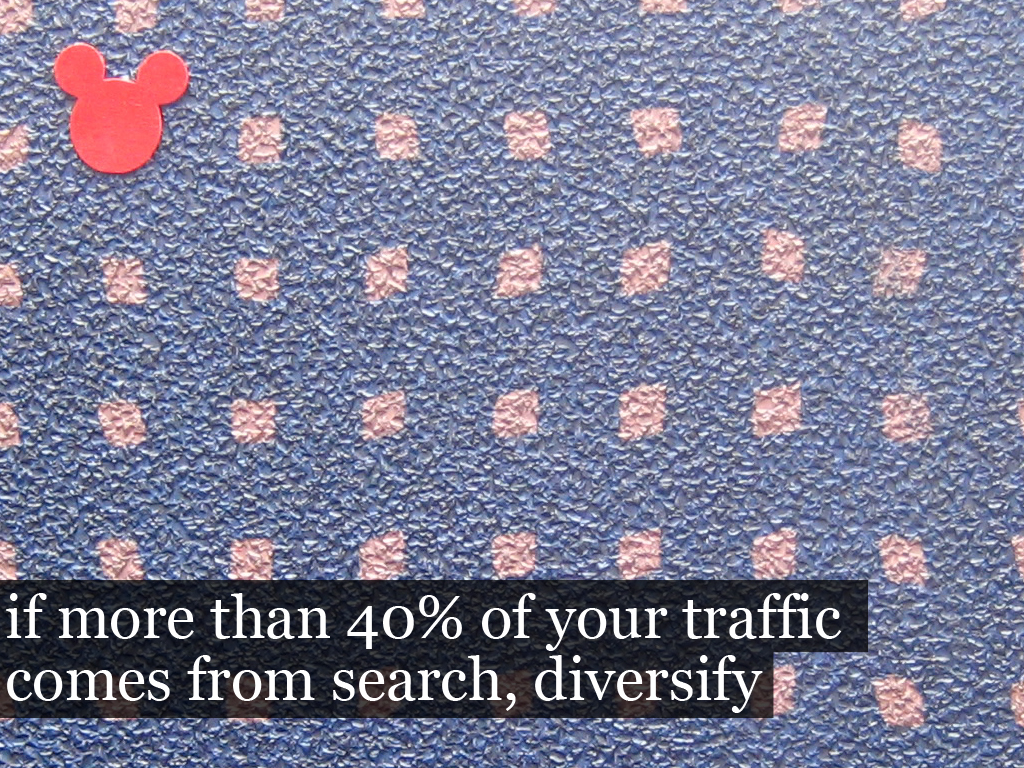 if more than 40% of your traffic
comes from search, diversify